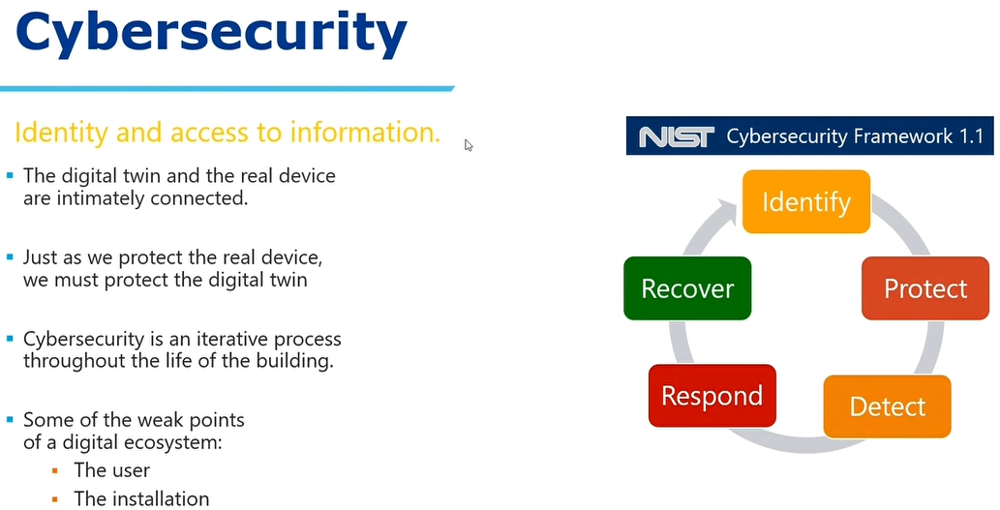 Cybersecurity
Identity and access to information.
The digital twin and the real device
are intimately connected.
Just as we protect the real device,
we must protect the digital twin
Cybersecurity is an iterative process
throughout the life of the building.
Some of the weak points
of a digital ecosystem:
The user
The installation
NIST Cybersecurity Framework 1.1
Identify
Protect
Detect
Respond
Recover